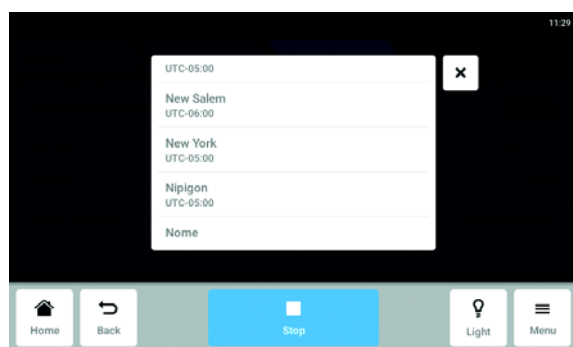 11:29
UTC-05:00
New Salem
UTC-06:00
New York
UTC-05:00
Nipigon
UTC-05:00
Nome
Home
Back
Stop
Light
Menu